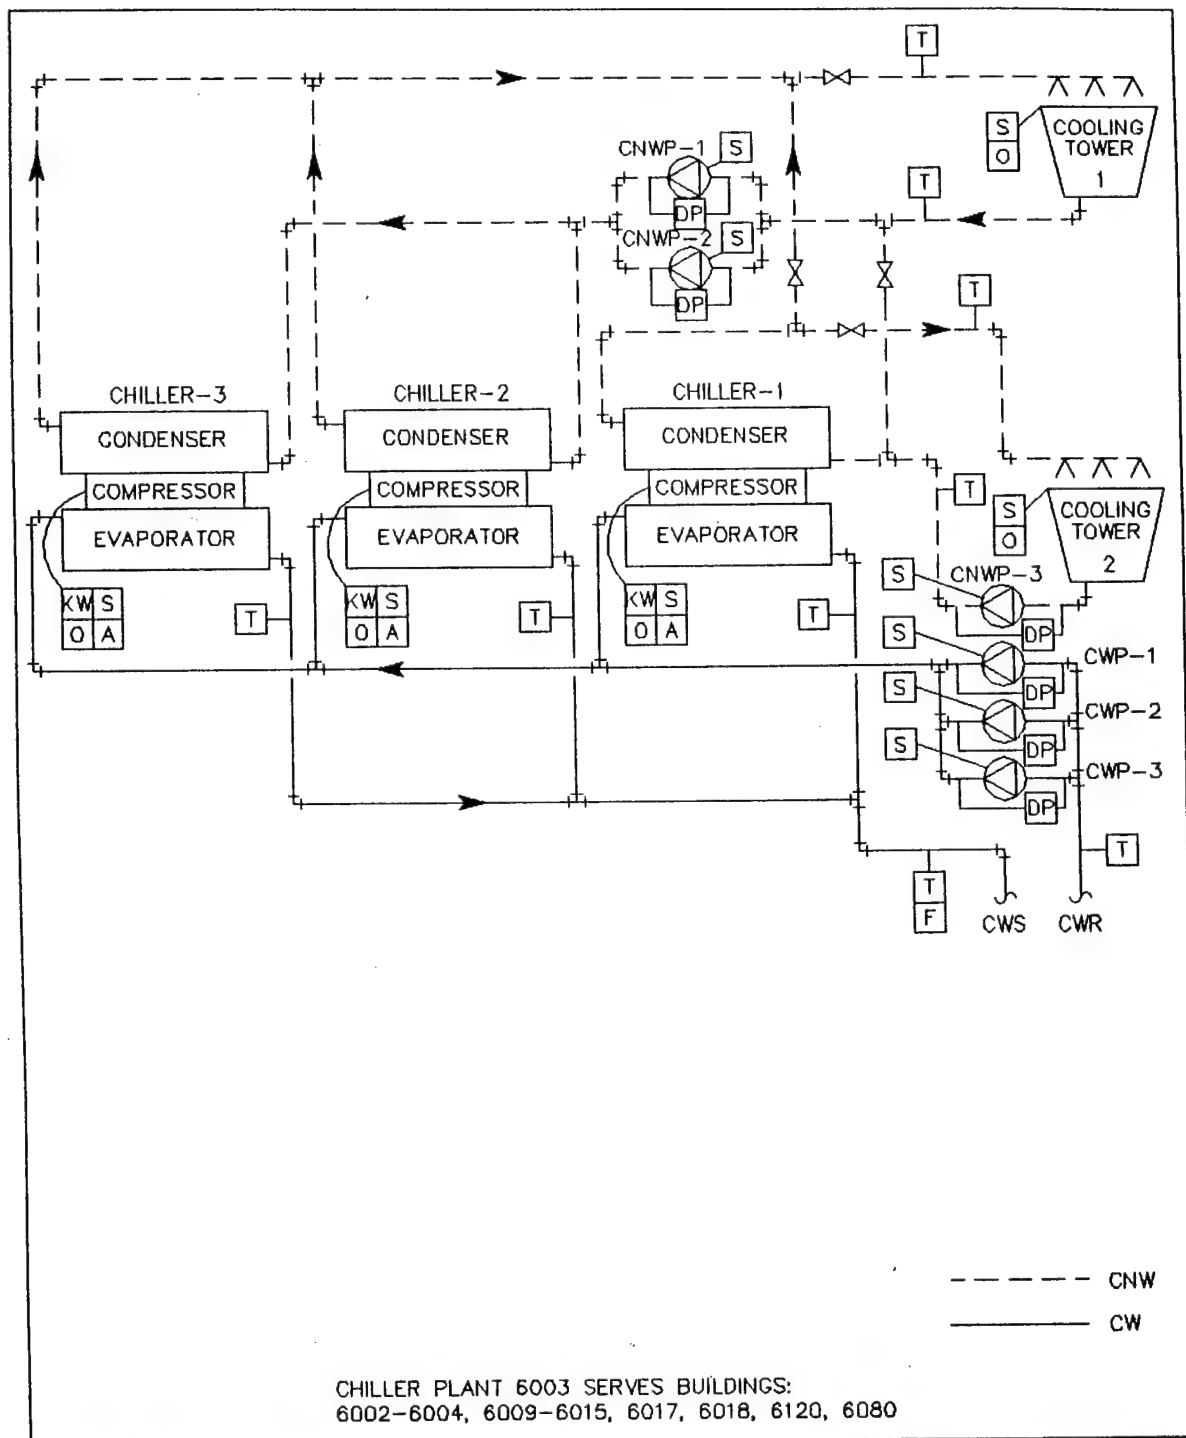 T
S
O
COOLING
TOWER
1
CNWP-1
S
DP
T
CNWP-2
S
DP
T
CHILLER-3
CHILLER-2
CHILLER-1
CONDENSER
CONDENSER
CONDENSER
COMPRESSOR
COMPRESSOR
COMPRESSOR
EVAPORATOR
EVAPORATOR
EVAPORATOR
T
S
O
COOLING
TOWER
2
S
CNWP-3
DP
KW S
O A
KW S
O A
KW S
O A
T
T
T
S
CWP-1
DP
S
CWP-2
DP
S
CWP-3
DP
T
T
F
CWS
CWR
CNW
CW
CHILLER PLANT 6003 SERVES BUILDINGS:
6002-6004, 6009-6015, 6017, 6018, 6120, 6080